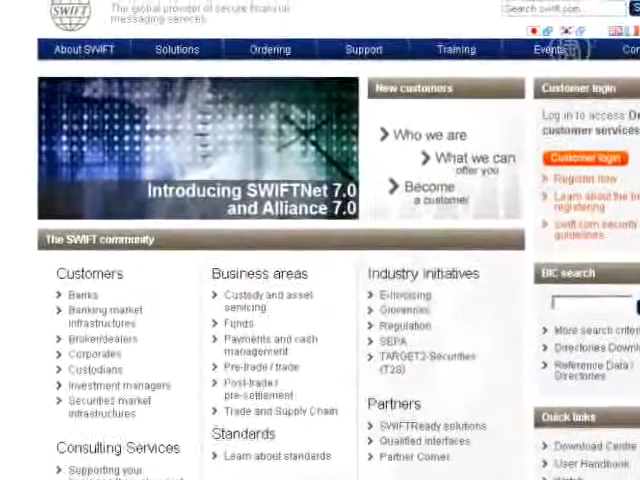 SWIFT
The global provider of secure financial
messaging services
Search swift.com
About SWIFT
Solutions
Ordering
Support
Training
Events
New customers
Customer login
Who we are
What we can
offer you
Become
a customer
Introducing SWIFTNet 7.0
and Alliance 7.0
Log in to access
customer services
Customer login
Register now
Learn about the
registering
swift.com security
guidelines
The SWIFT community
Customers
Banks
Banking market
infrastructures
Broker/dealers
Corporates
Custodians
Investment managers
Securities market
infrastructures
Consulting Services
Supporting your
Business areas
Custody and asset
servicing
Funds
Payments and cash
management
Pre-trade / trade
Post-trade /
pre-settlement
Trade and Supply Chain
Standards
Learn about standards
Industry initiatives
E-invoicing
Giovannini
Regulation
SEPA
TARGET2-Securities
(T2S)
Partners
SWIFTReady solutions
Qualified interfaces
Partner Corner
BIC search
More search
Directories
Reference Data /
Directories
Quick links
Download Centre
User Handbook